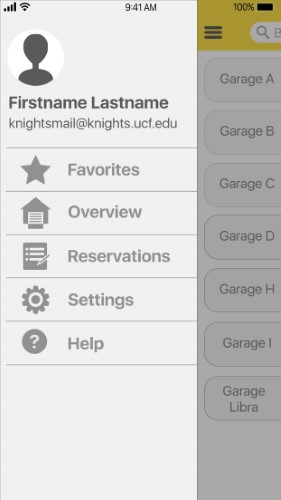 9:41 AM
100%
Firstname Lastname
knightsmail@knights.ucf.edu
Favorites
Overview
Reservations
Settings
?
Help
Garage A
Garage B
Garage C
Garage D
Garage H
Garage I
Garage
Libra